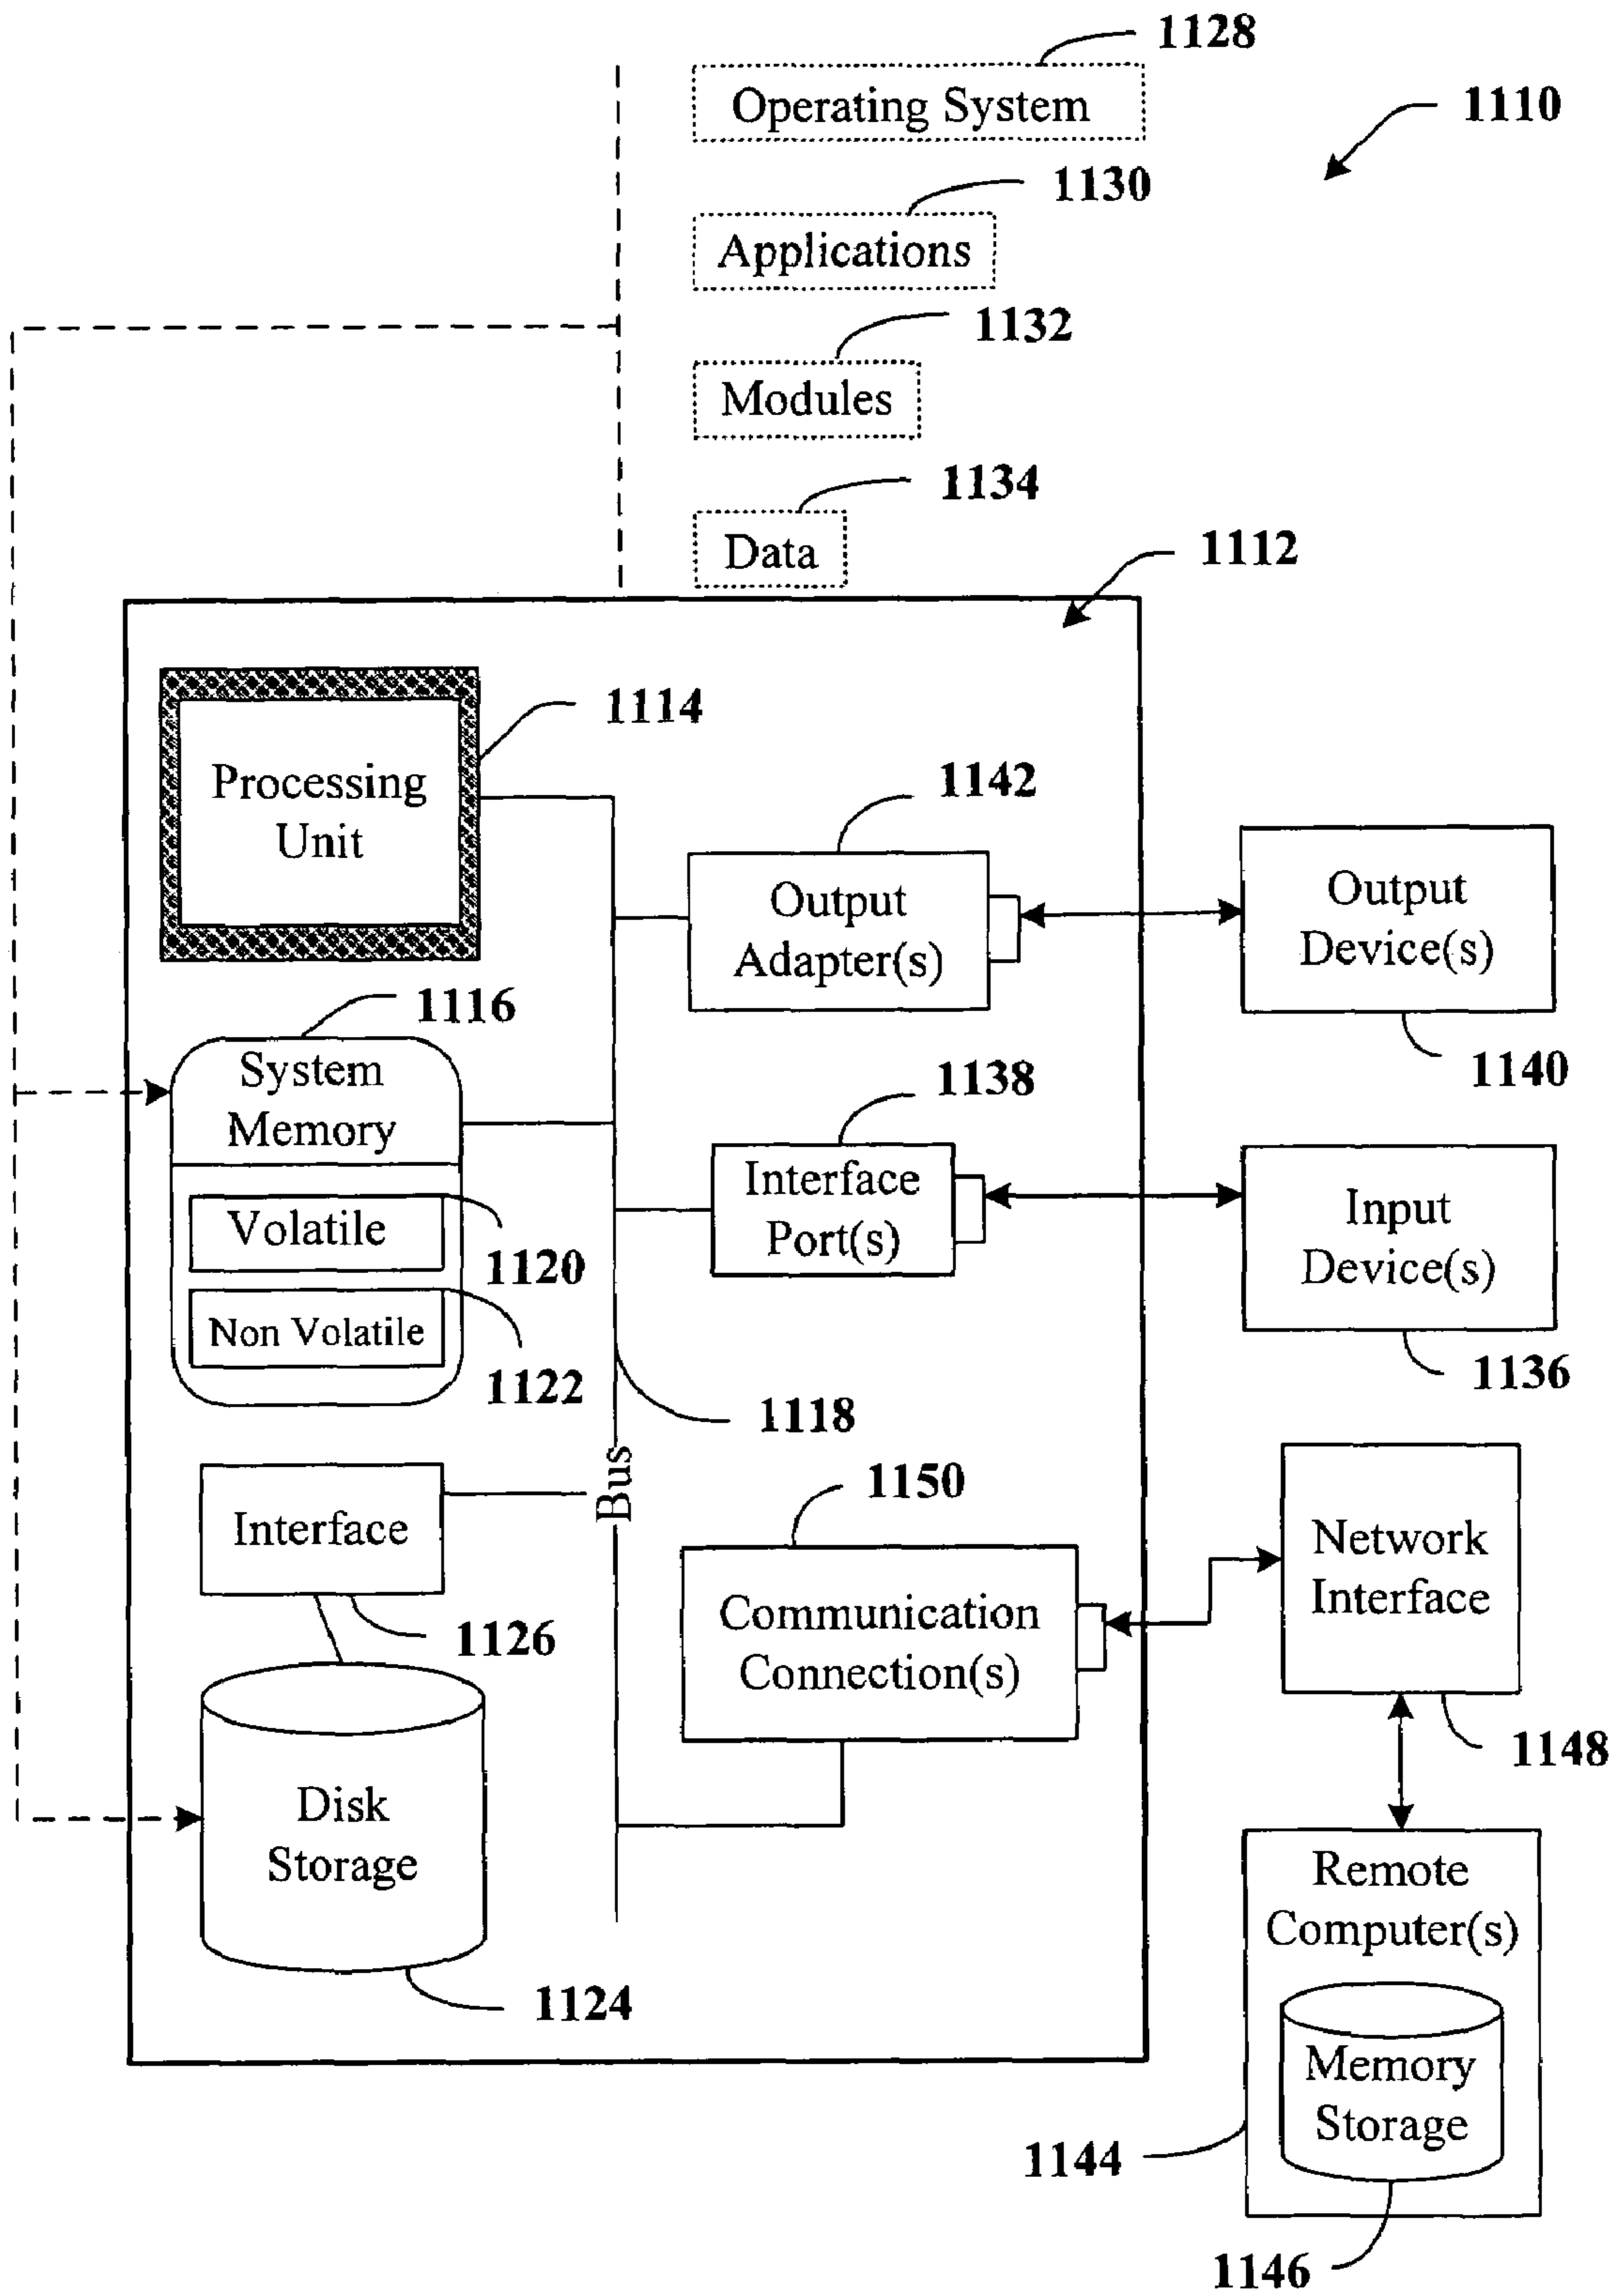 1128
Operating System
1110
1130
Applications
1132
Modules
1134
Data
1112
1114
Processing
Unit
1142
Output
Adapter(s)
Output
Device(s)
1140
1116
System
Memory
Volatile
1120
Non Volatile
1122
1138
Interface
Port(s)
Input
Device(s)
1136
1118
Bus
Interface
1126
1150
Communication
Connection(s)
Network
Interface
1148
Disk
Storage
1124
Remote
Computer(s)
Memory
Storage
1144
1146